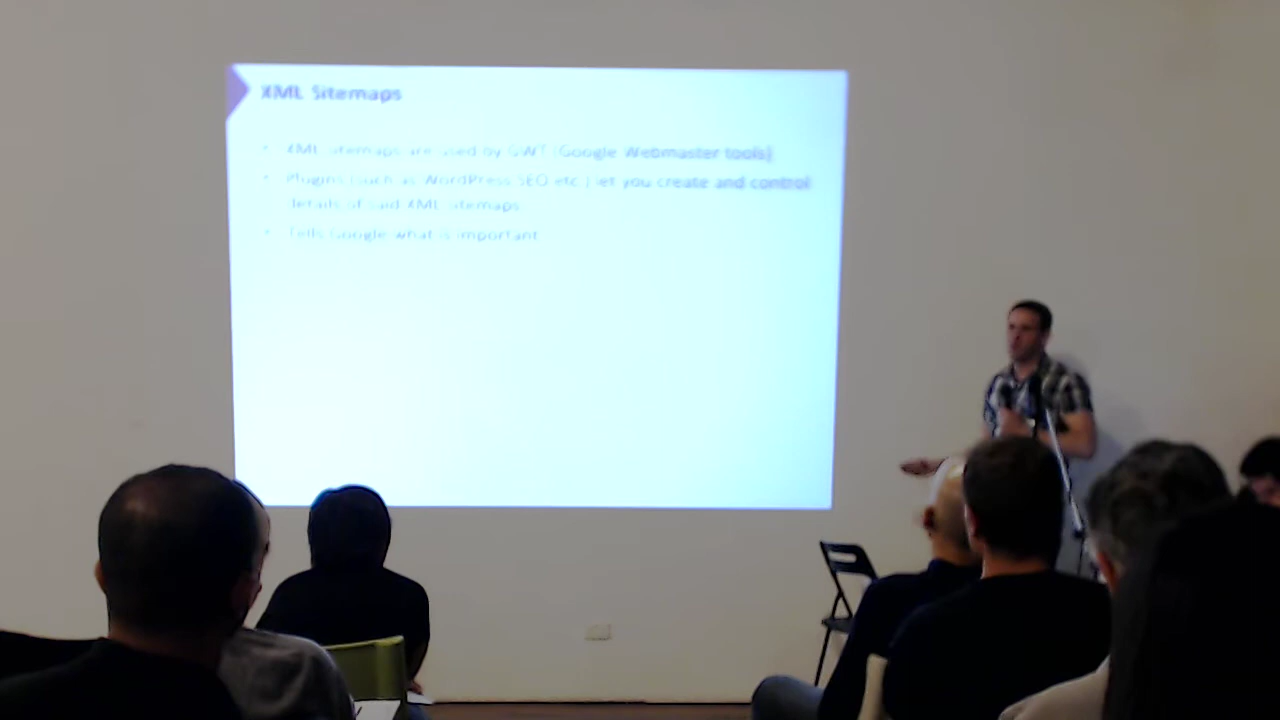 XML Sitemaps
• XML sitemaps are used by GWT (Google Webmaster tools)
• Plugins (such as WordPress SEO etc.) let you create and control
details of said XML sitemaps
• Tells Google what is important